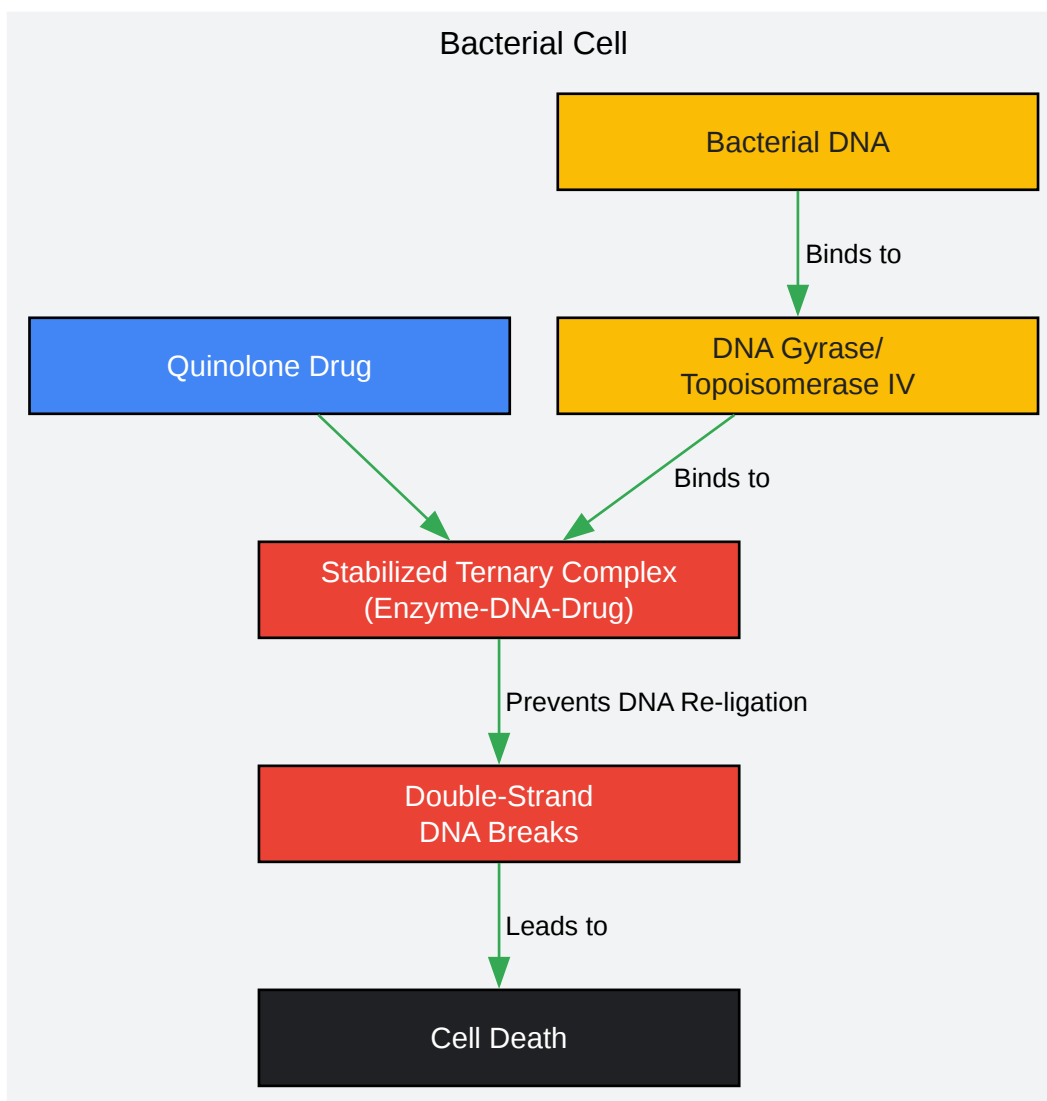 Bacterial Cell
Bacterial DNA
Binds to
Quinolone Drug
DNA Gyrase/
Topoisomerase IV
Binds to
Stabilized Ternary Complex
(Enzyme-DNA-Drug)
Prevents DNA Re-ligation
Double-Strand
DNA Breaks
Leads to
Cell Death